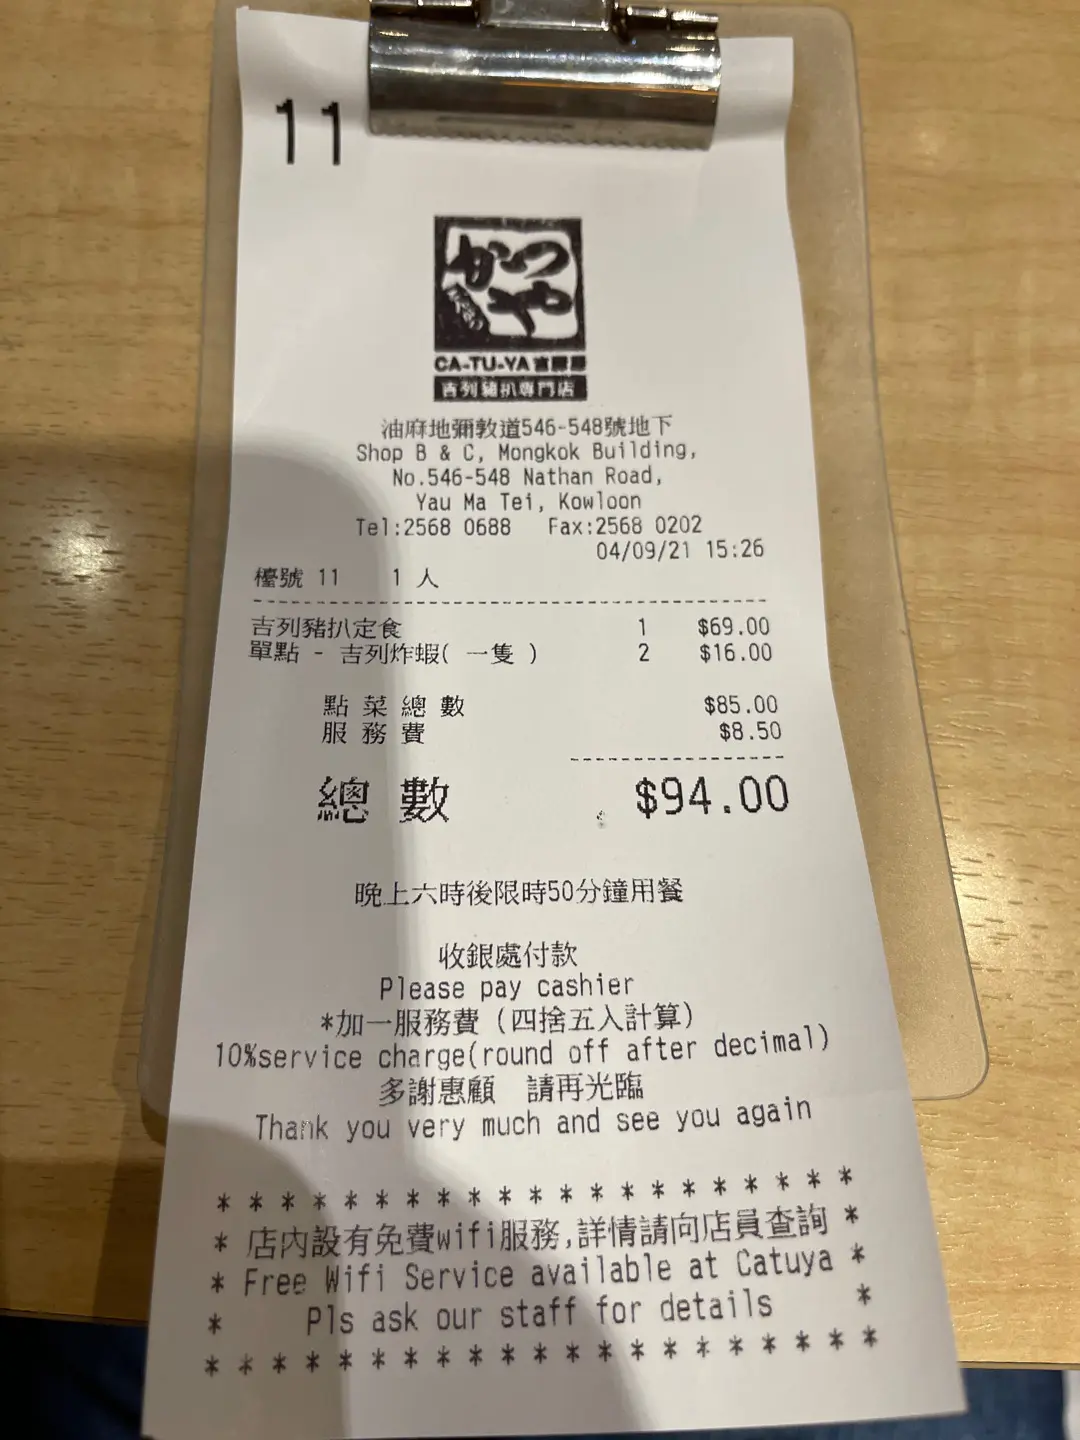 11
かつや
CA-TU-YA 吉豚屋
吉列豬扒專門店
油麻地彌敦道546-548號地下
Shop B & C, Mongkok Building,
No.546-548 Nathan Road,
Yau Ma Tei, Kowloon
Tel:2568 0688 Fax:2568 0202
04/09/21 15:26
檯號 11 1 人
吉列豬扒定食 1 $69.00
單點 - 吉列炸蝦( 一隻 ) 2 $16.00
點 菜 總 數 $85.00
服 務 費 $8.50
總 數 $94.00
晚上六時後限時50分鐘用餐
收銀處付款
Please pay cashier
*加一服務費 (四捨五入計算)
10%service charge(round off after decimal)
多謝惠顧 請再光臨
Thank you very much and see you again
* * * * * * * * * * * * * * * * * * * * *
* 店內設有免費wifi服務,詳情請向店員查詢 *
* Free Wifi Service available at Catuya *
* Pls ask our staff for details *
* * * * * * * * * * * * * * * * * * * * *